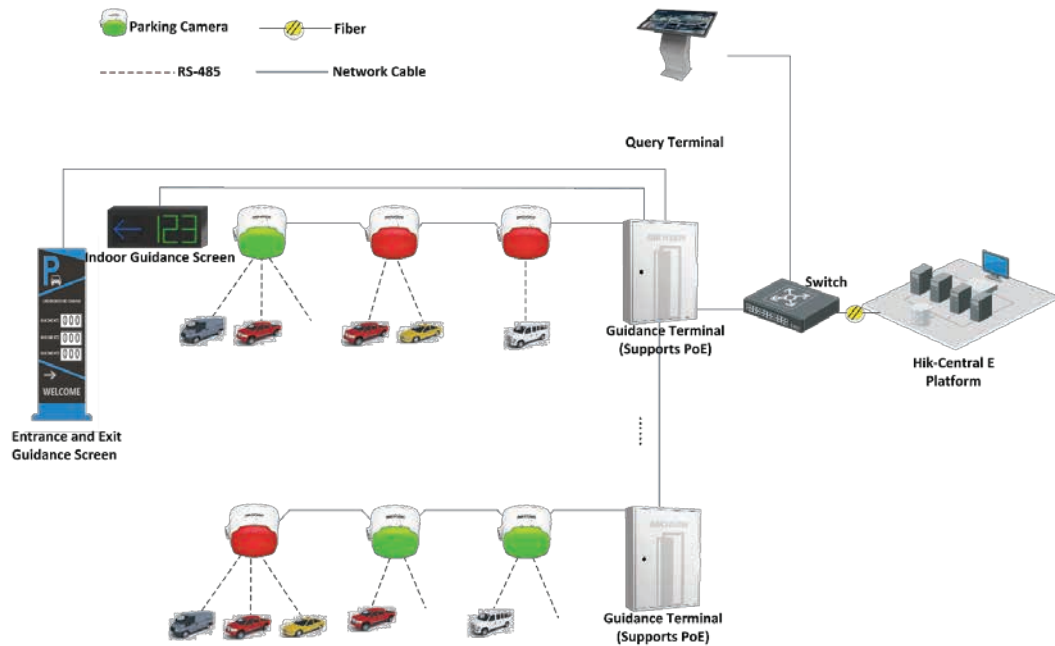 Parking Camera
Fiber
RS-485
Network Cable
Query Terminal
123
Indoor Guidance Screen
P
000
000
000
WELCOME
Entrance and Exit
Guidance Screen
Guidance Terminal
(Supports PoE)
Switch
Hik-Central E
Platform
Guidance Terminal
(Supports PoE)